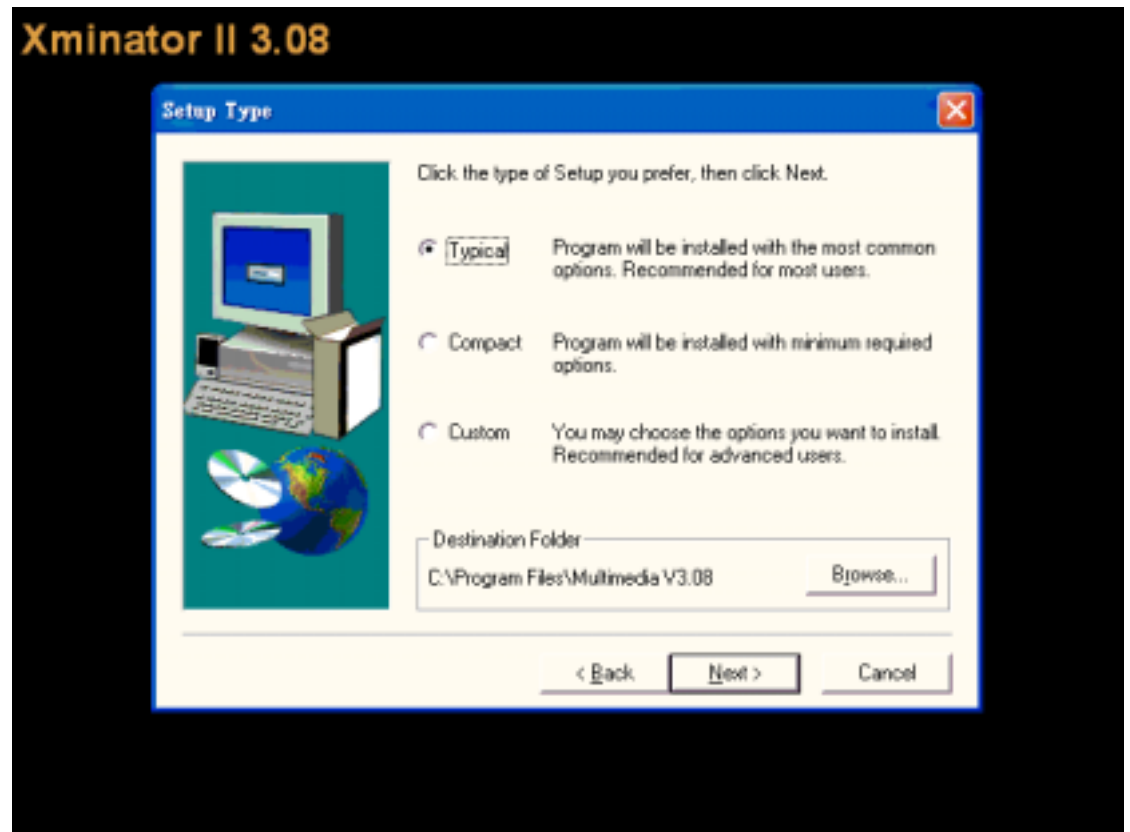 Xminator II 3.08
Setup Type
Click the type of Setup you prefer, then click Next.
Typical
Program will be installed with the most common
options. Recommended for most users.
Compact
Program will be installed with minimum required
options.
Custom
You may choose the options you want to install.
Recommended for advanced users.
Destination Folder
C:\Program Files\Multimedia V3.08
Browse...
< Back
Next >
Cancel